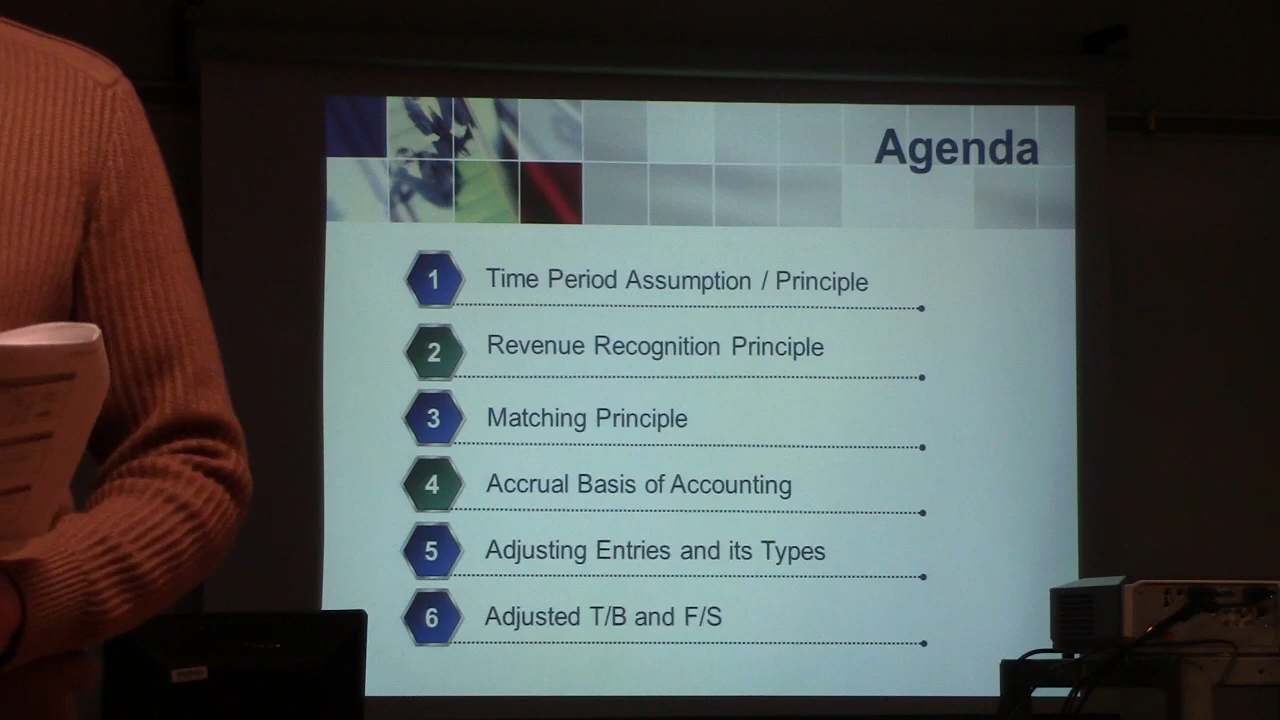 Agenda
1 Time Period Assumption / Principle
2 Revenue Recognition Principle
3 Matching Principle
4 Accrual Basis of Accounting
5 Adjusting Entries and its Types
6 Adjusted T/B and F/S